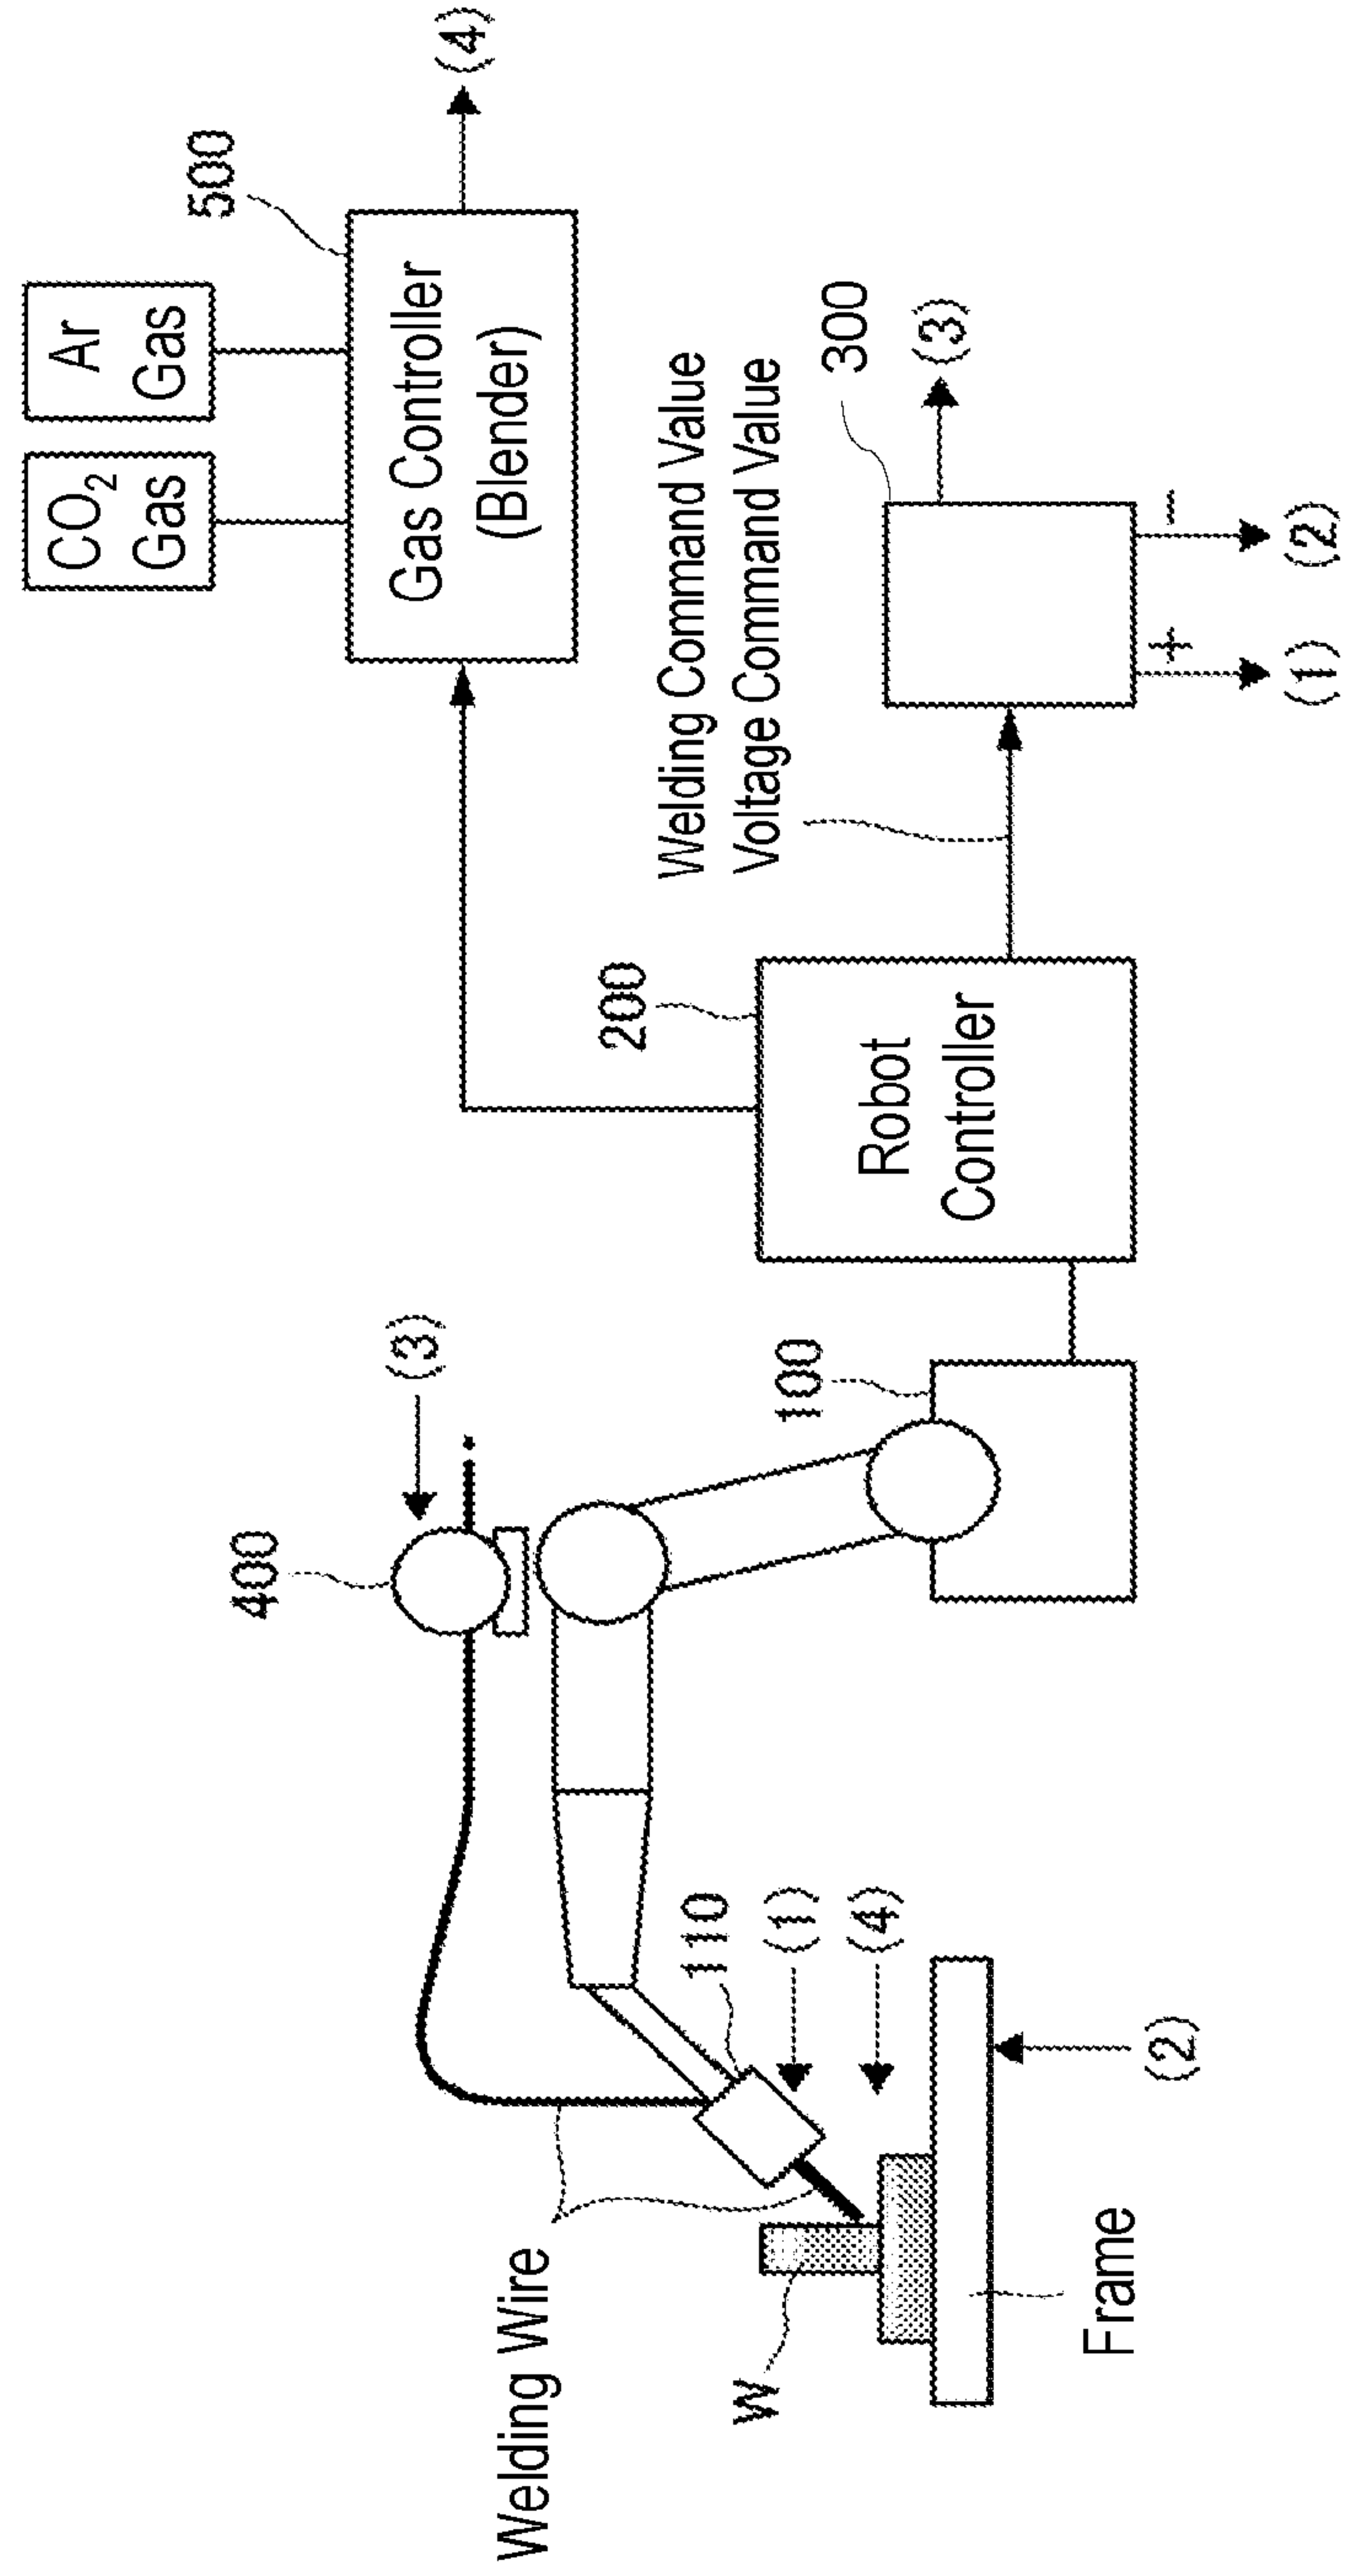 CO2
Gas
Ar
Gas
500
Gas Controller
(Blender)
(4)
400
(3)
Welding Wire
110
(1)
(4)
W
Frame
(2)
100
200
Robot
Controller
Welding Command Value
Voltage Command Value
300
(3)
+
−
(1)
(2)